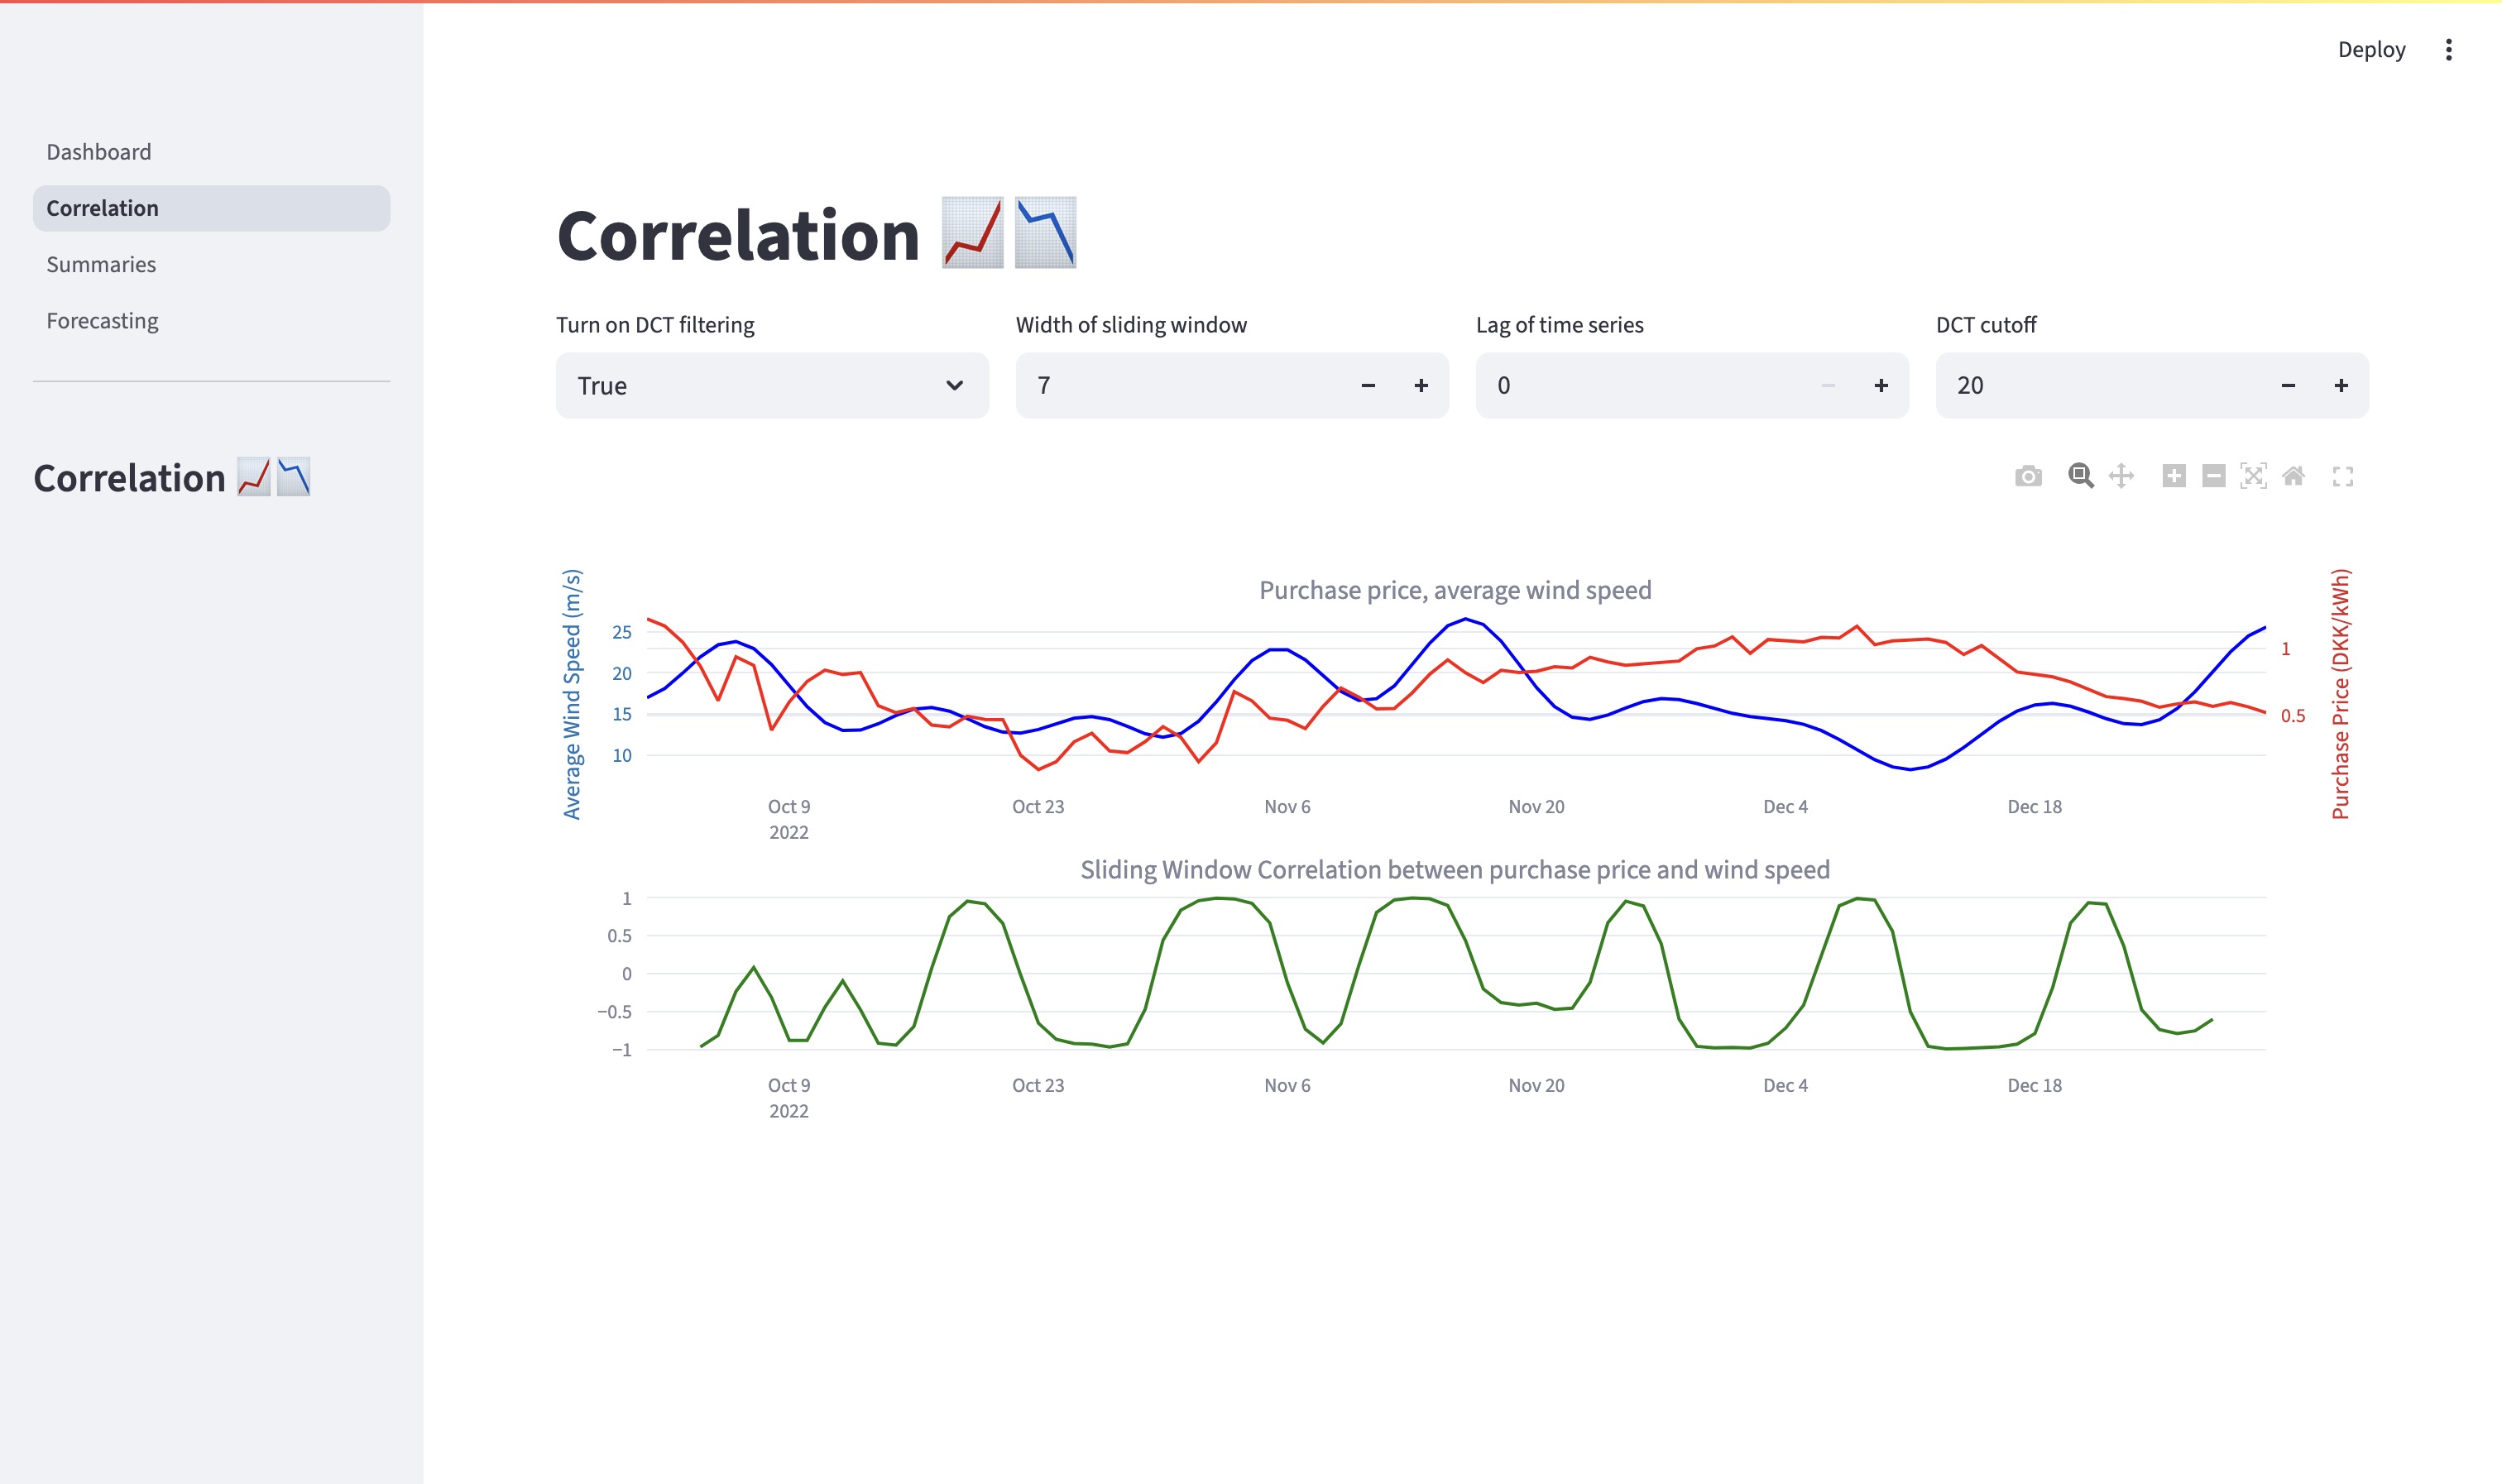 Deploy
Dashboard
Correlation
Summaries
Forecasting
Correlation
Correlation
Turn on DCT filtering
Width of sliding window
Lag of time series
DCT cutoff
True
7
0
20
Purchase price, average wind speed
Average Wind Speed (m/s)
25
20
15
10
1
0.5
Purchase Price (DKK/kWh)
Oct 9
2022
Oct 23
Nov 6
Nov 20
Dec 4
Dec 18
Sliding Window Correlation between purchase price and wind speed
1
0.5
0
−0.5
−1
Oct 9
2022
Oct 23
Nov 6
Nov 20
Dec 4
Dec 18